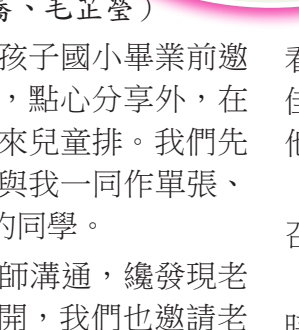 喬、毛芷瑩）
孩子國小畢業前邀
，點心分享外，在
來兒童排。我們先
與我一同作單張、
的同學。
師溝通，纔發現老
開，我們也邀請老
看
佳
他
召